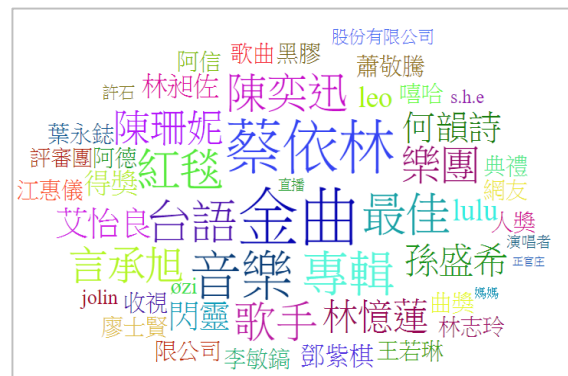 股份有限公司
阿信 歌曲 黑膠 蕭敬騰
許石 林昶佐 陳奕迅 leo 嘻哈 s.h.e
葉永鋕 陳珊妮 蔡依林 何韻詩
評審團 阿德 紅毯 樂團 典禮
江惠儀 得獎 直播 網友
艾怡良 台語 金曲 最佳 lulu 人獎
演唱者
言承旭 音樂 專輯 孫盛希 正官庄
jolin 收視 øzi 媽媽
廖士賢 閃靈 歌手 林憶蓮 曲獎 林志玲
限公司 李敏鎬 鄧紫棋 王若琳